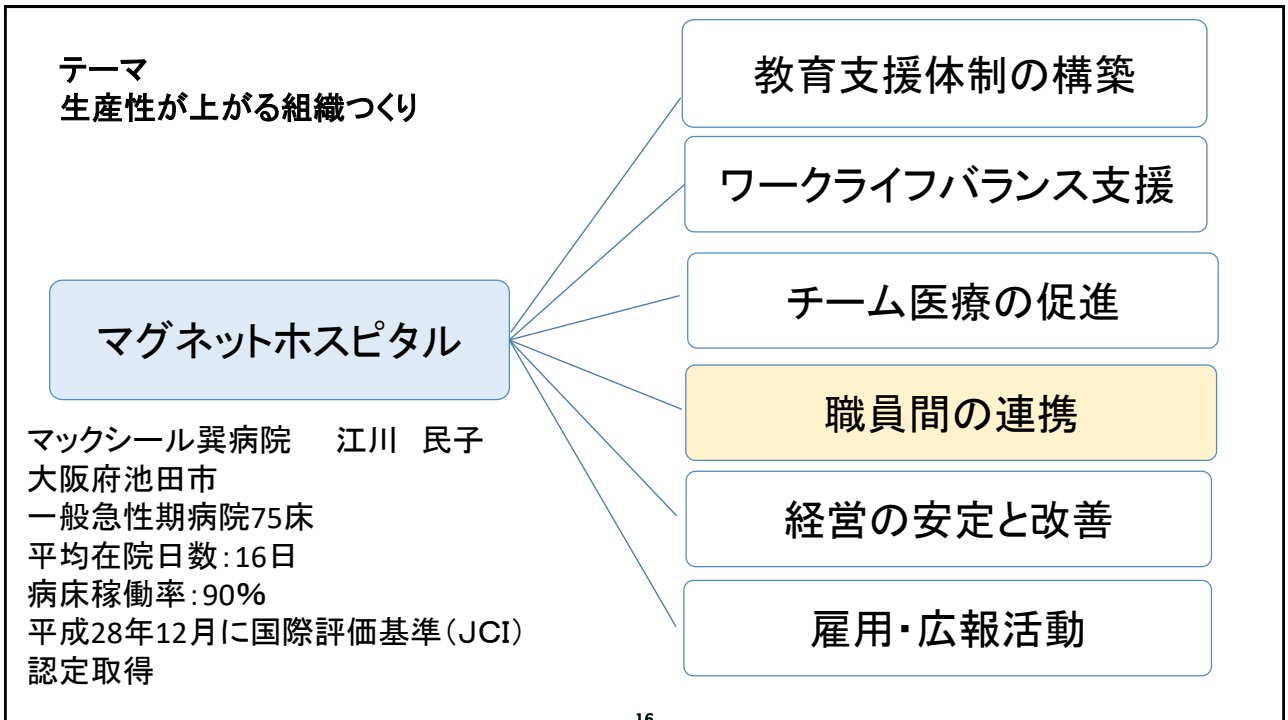 テーマ
生産性が上がる組織つくり
マグネットホスピタル
マックシール巽病院　　江川　民子
大阪府池田市
一般急性期病院75床
平均在院日数：16日
病床稼働率：90％
平成28年12月に国際評価基準（JCI）
認定取得
教育支援体制の構築
ワークライフバランス支援
チーム医療の促進
職員間の連携
経営の安定と改善
雇用・広報活動
16